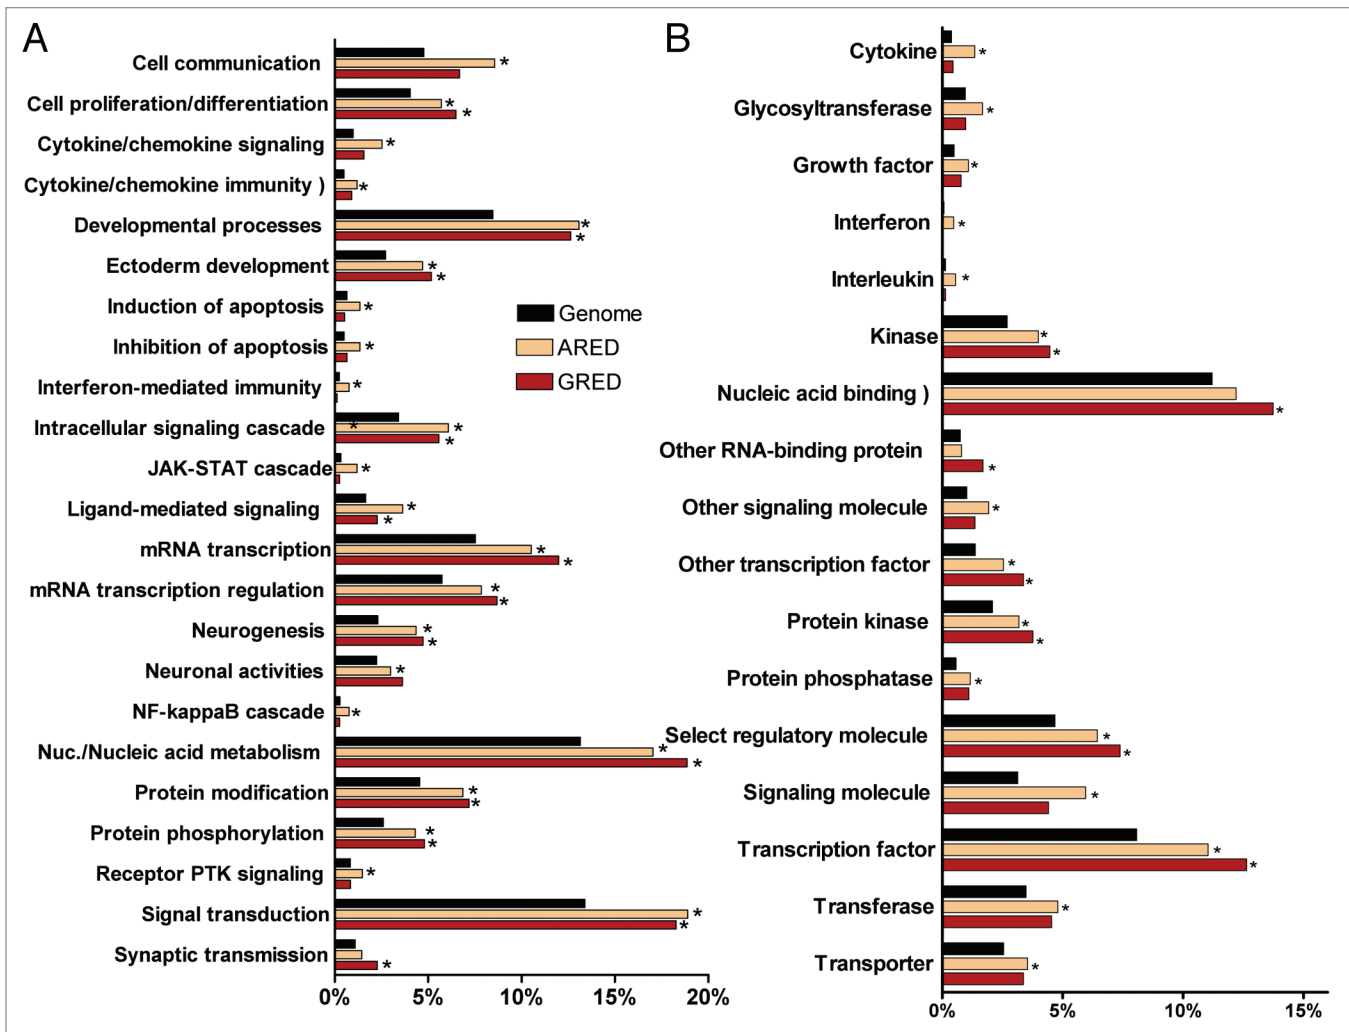 A
Cell communication *
Cell proliferation/differentiation * *
Cytokine/chemokine signaling *
Cytokine/chemokine immunity ) *
Developmental processes * *
Ectoderm development * *
Induction of apoptosis *
Inhibition of apoptosis *
Interferon-mediated immunity *
Intracellular signaling cascade * * *
JAK-STAT cascade *
Ligand-mediated signaling * *
mRNA transcription * *
mRNA transcription regulation * *
Neurogenesis * *
Neuronal activities *
NF-kappaB cascade *
Nuc./Nucleic acid metabolism * *
Protein modification * *
Protein phosphorylation * *
Receptor PTK signaling *
Signal transduction * *
Synaptic transmission *
0% 5% 10% 15% 20%
Genome
ARED
GRED
B
Cytokine *
Glycosyltransferase *
Growth factor *
Interferon *
Interleukin *
Kinase * *
Nucleic acid binding ) *
Other RNA-binding protein *
Other signaling molecule *
Other transcription factor * *
Protein kinase * *
Protein phosphatase *
Select regulatory molecule * *
Signaling molecule *
Transcription factor * *
Transferase *
Transporter *
0% 5% 10% 15%